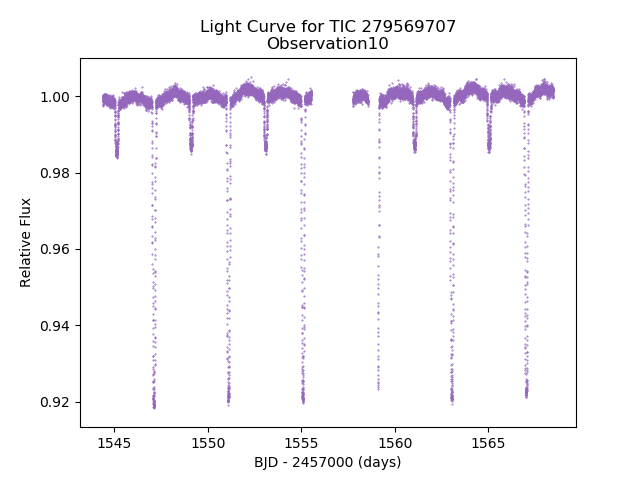 Light Curve for TIC 279569707
Observation10
1.00
0.98
0.96
0.94
0.92
Relative Flux
1545
1550
1555
1560
1565
BJD - 2457000 (days)